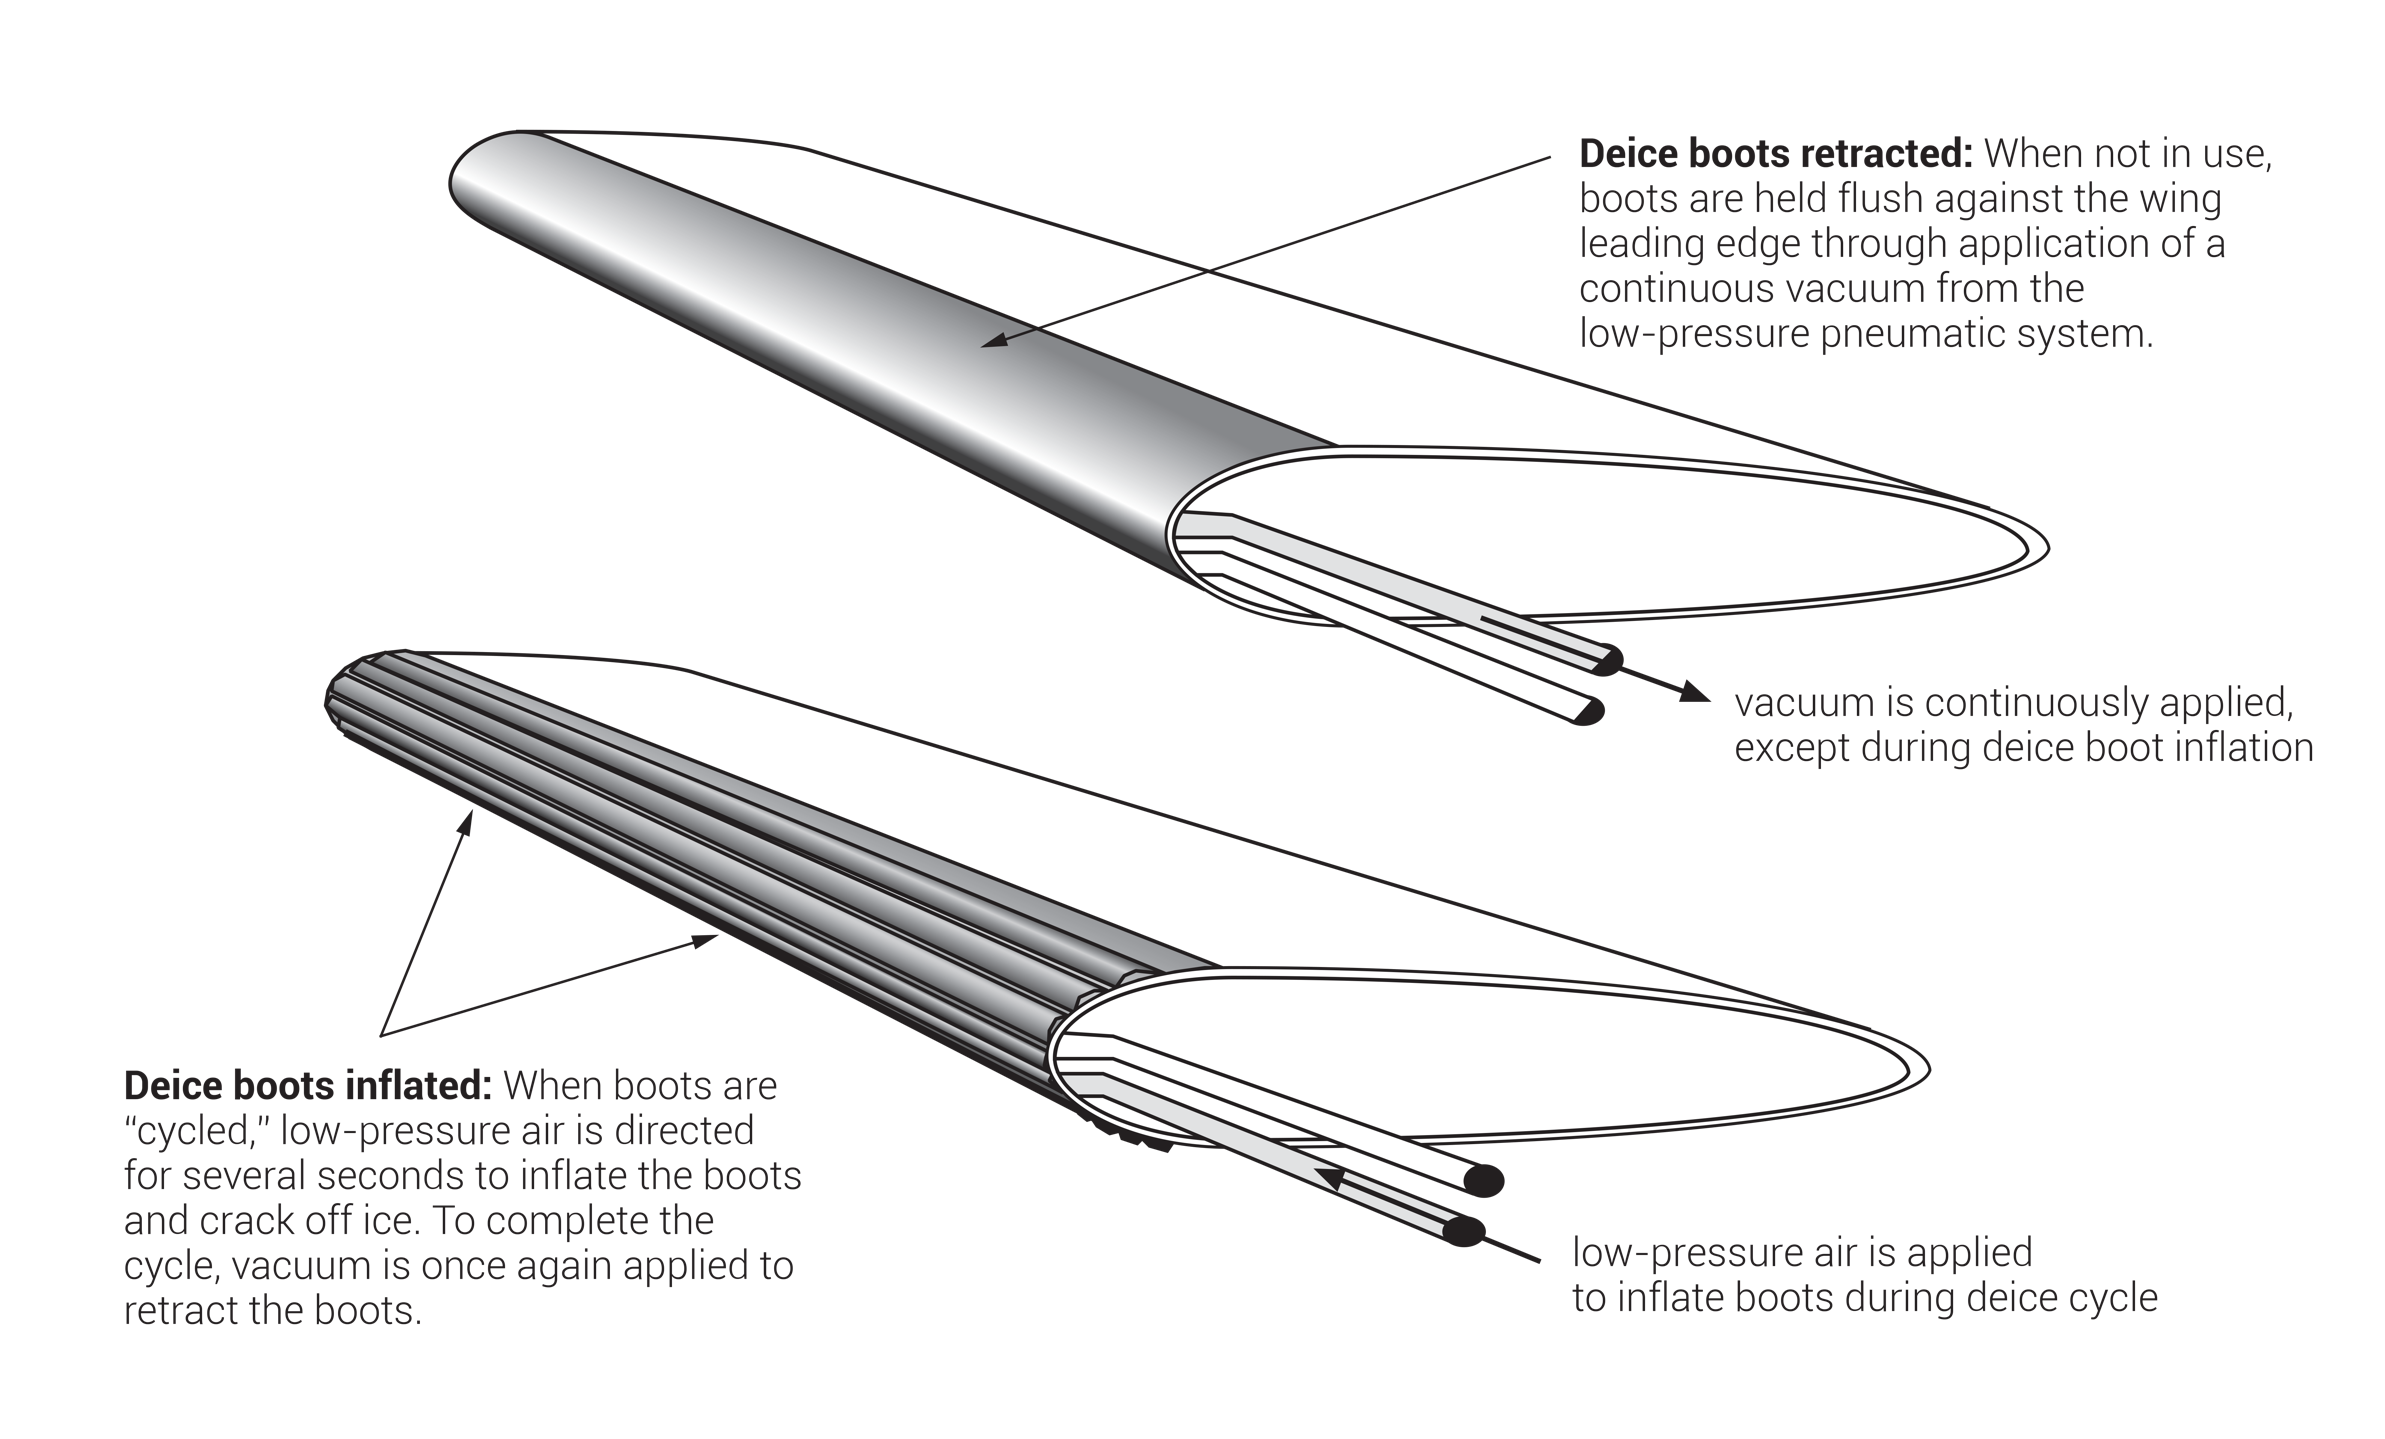 Deice boots retracted: When not in use,
boots are held flush against the wing
leading edge through application of a
continuous vacuum from the
low-pressure pneumatic system.
vacuum is continuously applied,
except during deice boot inflation
Deice boots inflated: When boots are
“cycled,” low-pressure air is directed
for several seconds to inflate the boots
and crack off ice. To complete the
cycle, vacuum is once again applied to
retract the boots.
low-pressure air is applied
to inflate boots during deice cycle